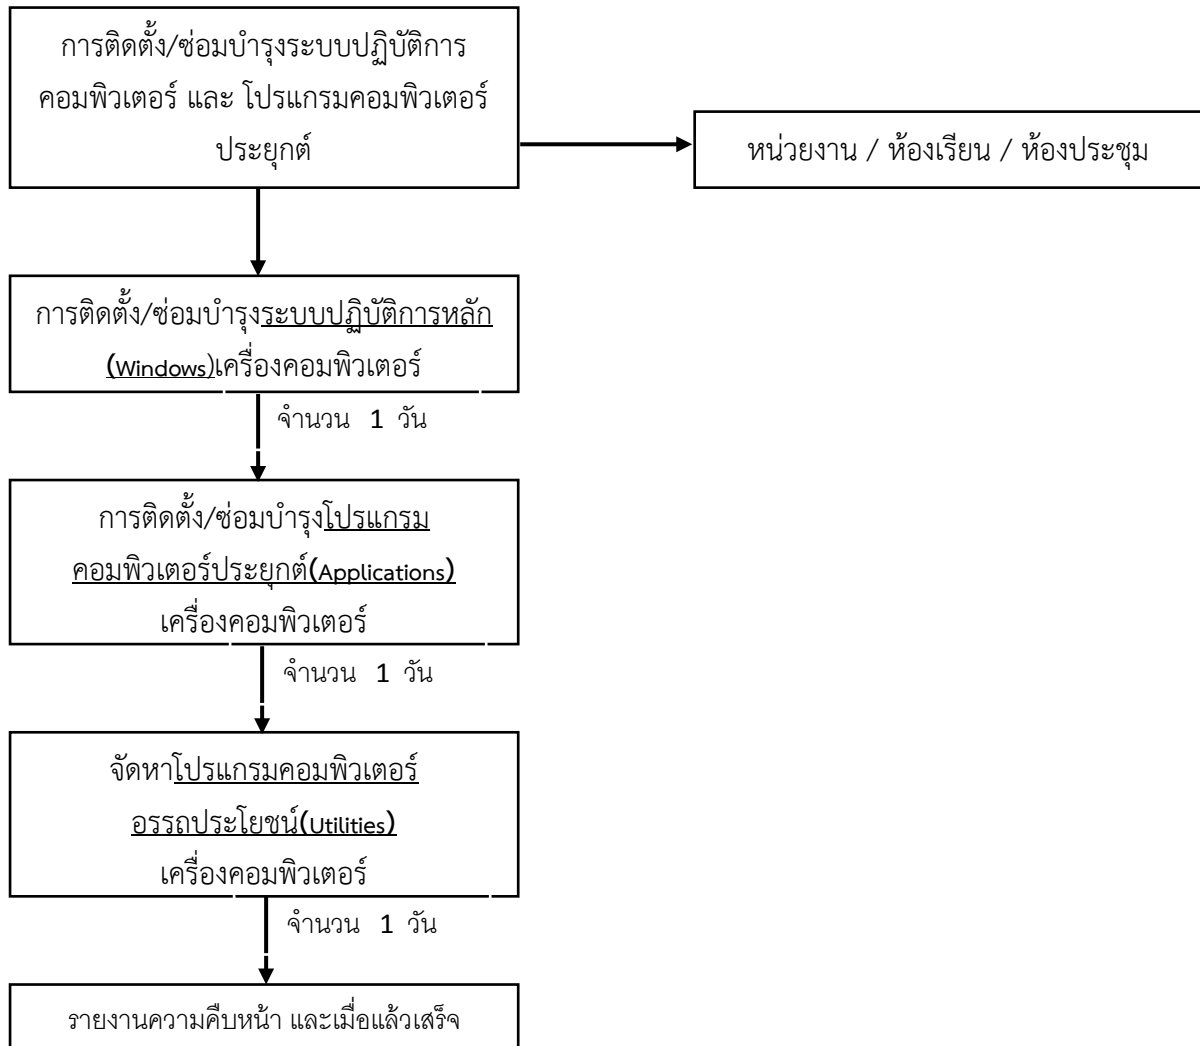 การติดตั้ง/ซ่อมบำรุงระบบปฏิบัติการ
คอมพิวเตอร์ และ โปรแกรมคอมพิวเตอร์
ประยุกต์
หน่วยงาน / ห้องเรียน / ห้องประชุม
การติดตั้ง/ซ่อมบำรุงระบบปฏิบัติการหลัก
(Windows)เครื่องคอมพิวเตอร์
จำนวน 1 วัน
การติดตั้ง/ซ่อมบำรุงโปรแกรม
คอมพิวเตอร์ประยุกต์(Applications)
เครื่องคอมพิวเตอร์
จำนวน 1 วัน
จัดหาโปรแกรมคอมพิวเตอร์
อรรถประโยชน์(Utilities)
เครื่องคอมพิวเตอร์
จำนวน 1 วัน
รายงานความคืบหน้า และเมื่อแล้วเสร็จ